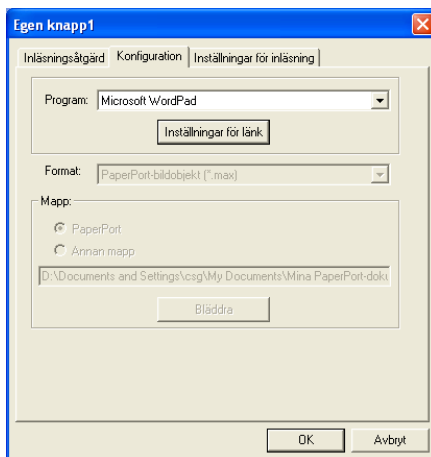 Egen knapp1
Inläsningsåtgärd Konfiguration Inställningar för inläsning
Program: Microsoft WordPad
Inställningar för länk
Format: PaperPort-bildobjekt (*.max)
Mapp:
PaperPort
Annan mapp
D:\Documents and Settings\csg\My Documents\Mina PaperPort-doku
Bläddra
OK Avbryt